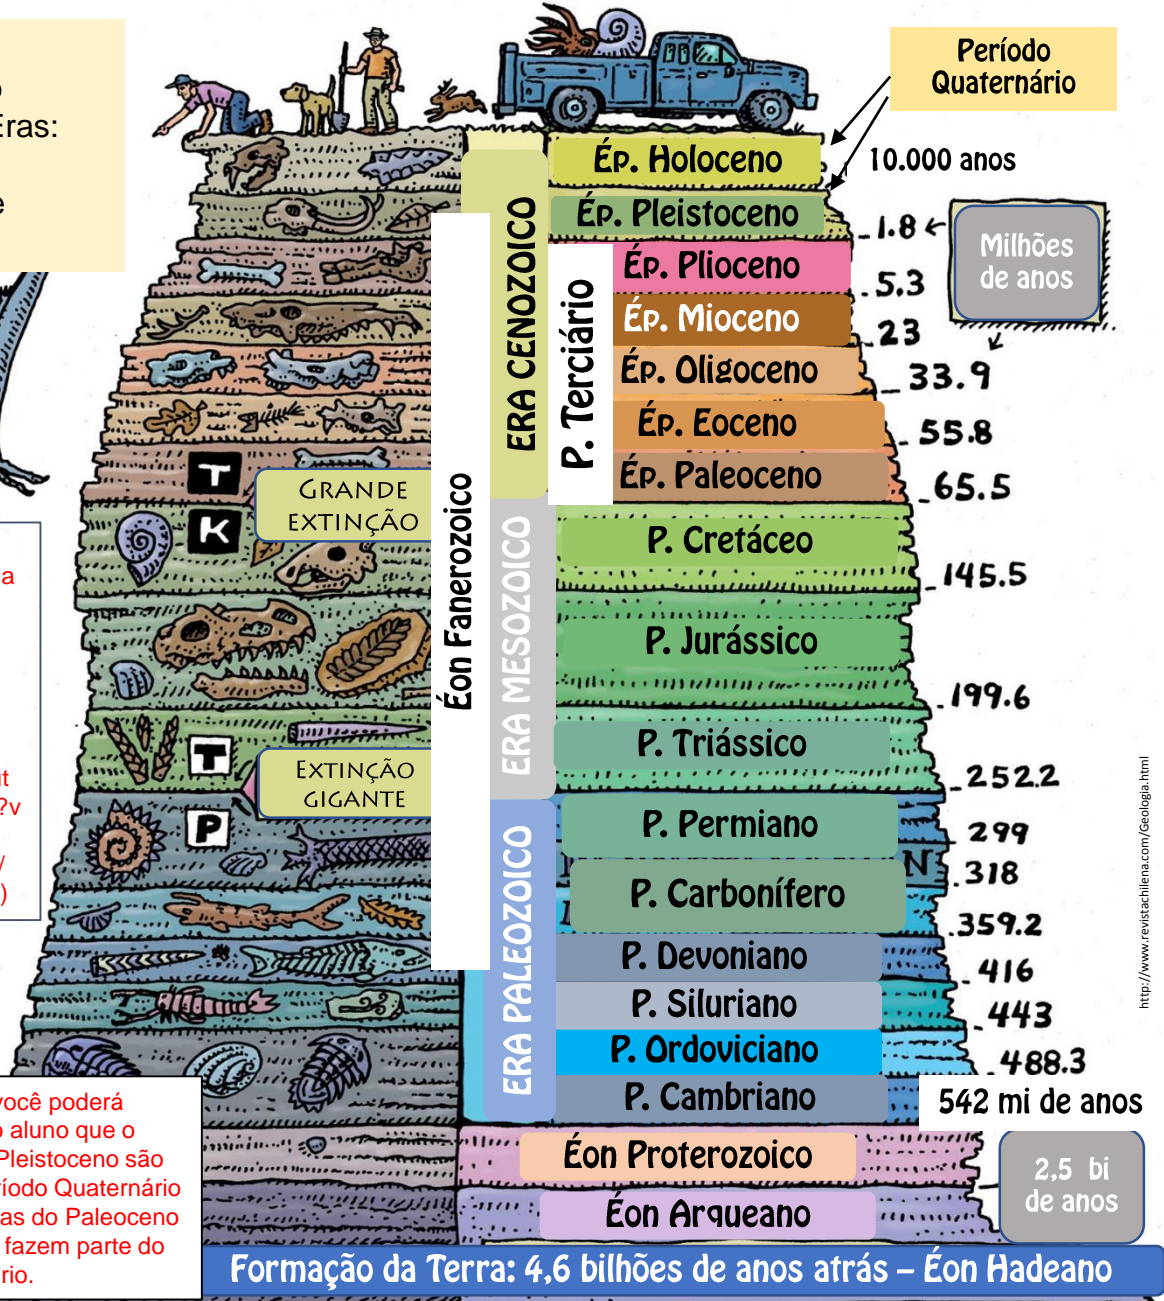 Eras:
e
Período
Quaternário
Ép. Holoceno
10.000 anos
Ép. Pleistoceno
1.8
Milhões
de anos
Ép. Plioceno
5.3
Ép. Mioceno
23
Ép. Oligoceno
33.9
Ép. Eoceno
55.8
Ép. Paleoceno
65.5
ERA CENOZOICO
P. Terciário
T
GRANDE
EXTINÇÃO
K
Éon Fanerozoico
ERA MESOZOICO
P. Cretáceo
145.5
P. Jurássico
199.6
P. Triássico
252.2
T
EXTINÇÃO
GIGANTE
P
ERA PALEOZOICO
P. Permiano
299
N
318
P. Carbonífero
359.2
P. Devoniano
416
P. Siluriano
443
P. Ordoviciano
488.3
P. Cambriano
542 mi de anos
Éon Proterozoico
2,5 bi
de anos
Éon Arqueano
Formação da Terra: 4,6 bilhões de anos atrás – Éon Hadeano
a
?v
/
)
você poderá
o aluno que o
Pleistoceno são
Quaternário
do Paleoceno
fazem parte do
http://www.revistachilena.com/Geologia.html